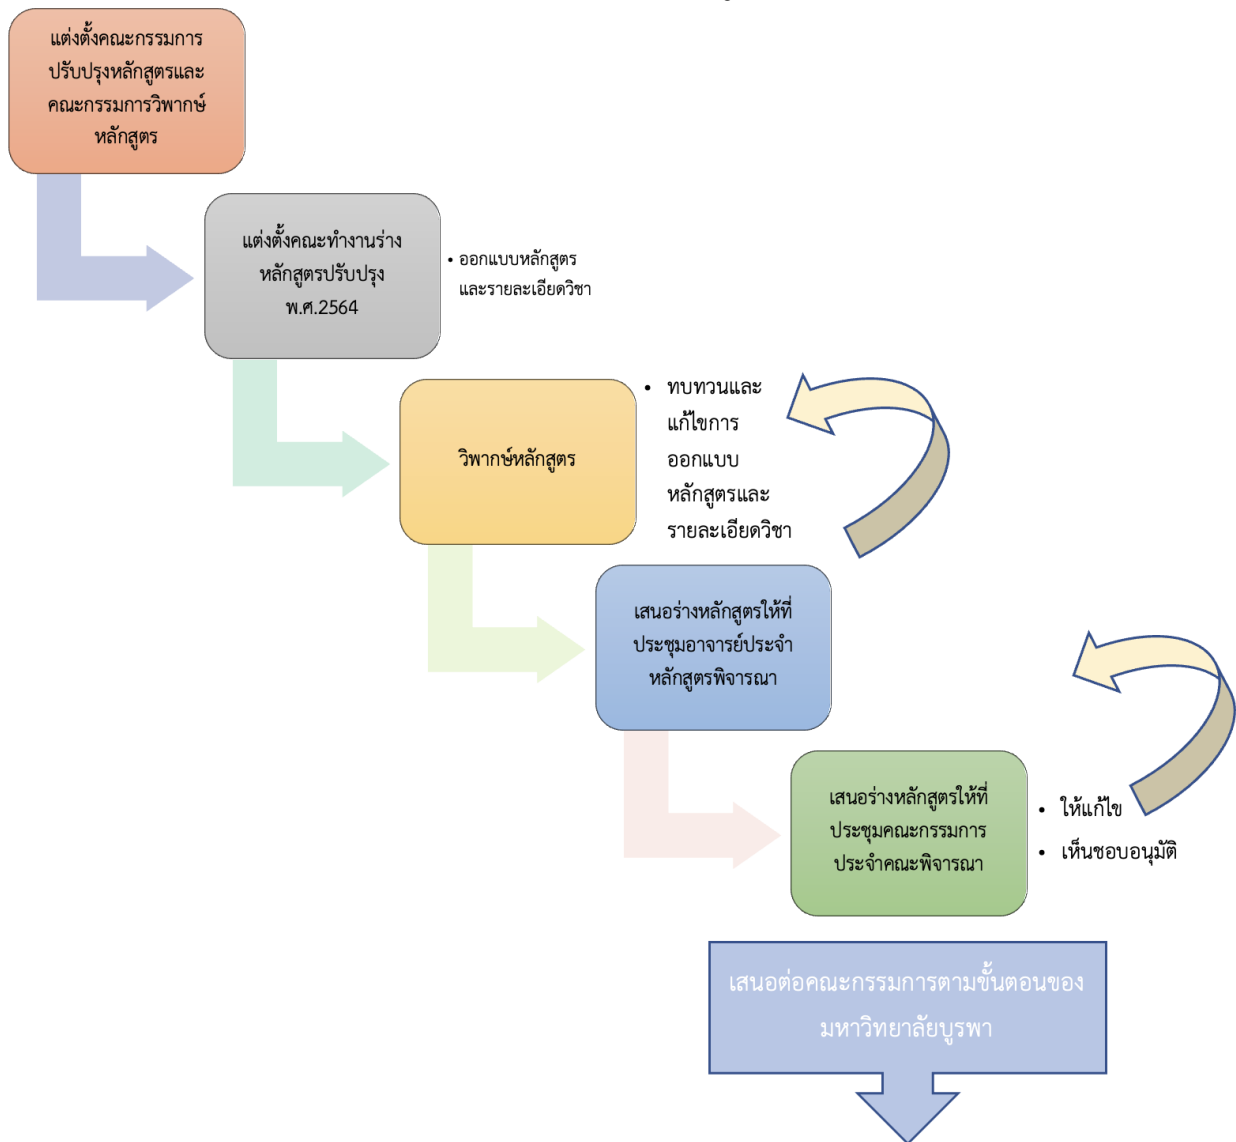 แต่งตั้งคณะกรรมการ
ปรับปรุงหลักสูตรและ
คณะกรรมการวิพากษ์
หลักสูตร
แต่งตั้งคณะทำงานร่าง
หลักสูตรปรับปรุง
พ.ศ.2564
• ออกแบบหลักสูตร
และรายละเอียดวิชา
วิพากษ์หลักสูตร
• ทบทวนและ
แก้ไขการ
ออกแบบ
หลักสูตรและ
รายละเอียดวิชา
เสนอร่างหลักสูตรให้ที่
ประชุมอาจารย์ประจำ
หลักสูตรพิจารณา
เสนอร่างหลักสูตรให้ที่
ประชุมคณะกรรมการ
ประจำคณะพิจารณา
• ให้แก้ไข
• เห็นชอบอนุมัติ
เสนอต่อคณะกรรมการตามขั้นตอนของ
มหาวิทยาลัยบูรพา